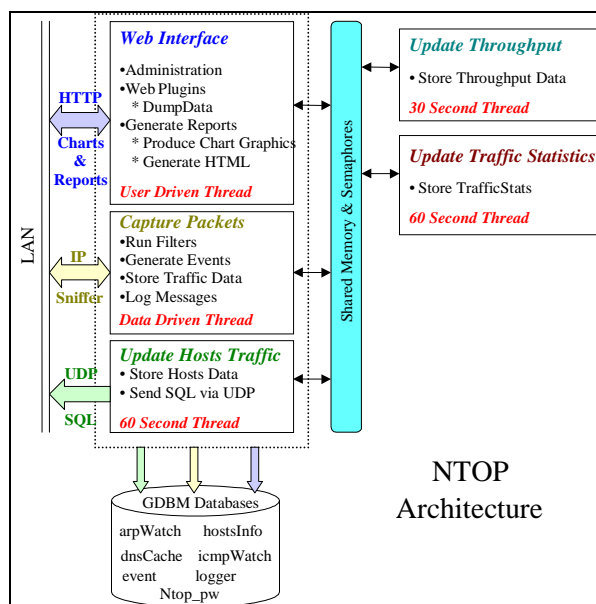 LAN
HTTP
Charts
&
Reports
IP
Sniffer
UDP
SQL
Web Interface
•Administration
•Web Plugins
* DumpData
•Generate Reports
* Produce Chart Graphics
* Generate HTML
User Driven Thread
Capture Packets
•Run Filters
•Generate Events
•Store Traffic Data
•Log Messages
Data Driven Thread
Update Hosts Traffic
• Store Hosts Data
• Send SQL via UDP
60 Second Thread
Shared Memory & Semaphores
Update Throughput
• Store Throughput Data
30 Second Thread
Update Traffic Statistics
• Store TrafficStats
60 Second Thread
GDBM Databases
arpWatch hostsInfo
dnsCache icmpWatch
event logger
Ntop_pw
NTOP
Architecture